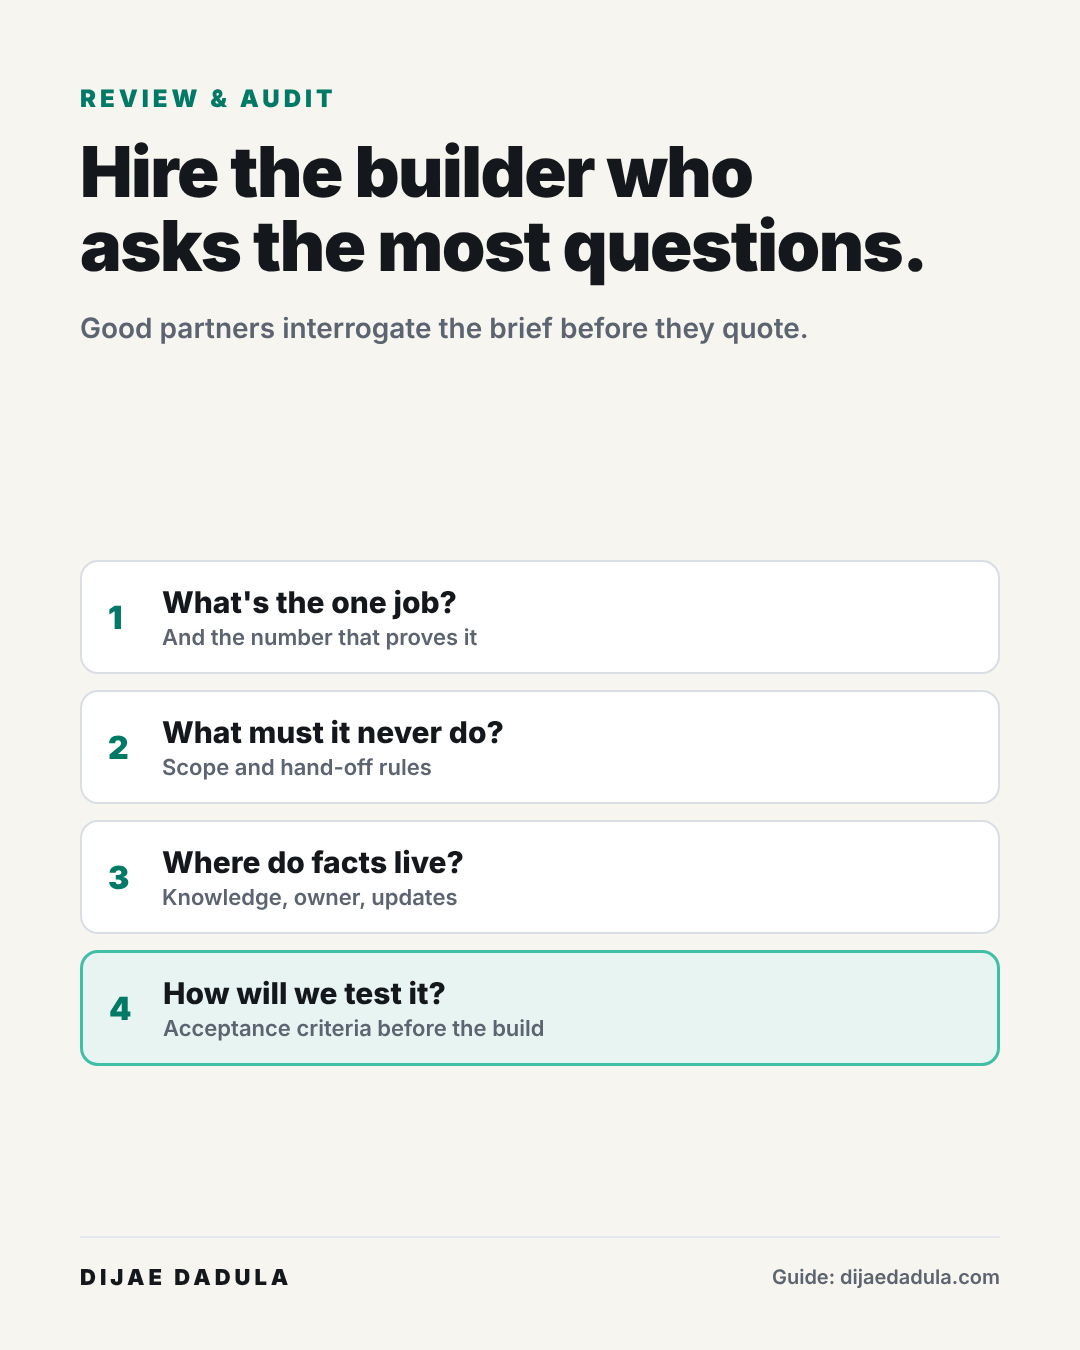 REVIEW & AUDIT
Hire the builder who
asks the most questions.
Good partners interrogate the brief before they quote.
1
What's the one job?
And the number that proves it
2
What must it never do?
Scope and hand-off rules
3
Where do facts live?
Knowledge, owner, updates
4
How will we test it?
Acceptance criteria before the build
DIJAE DADULA
Guide: dijaedadula.com